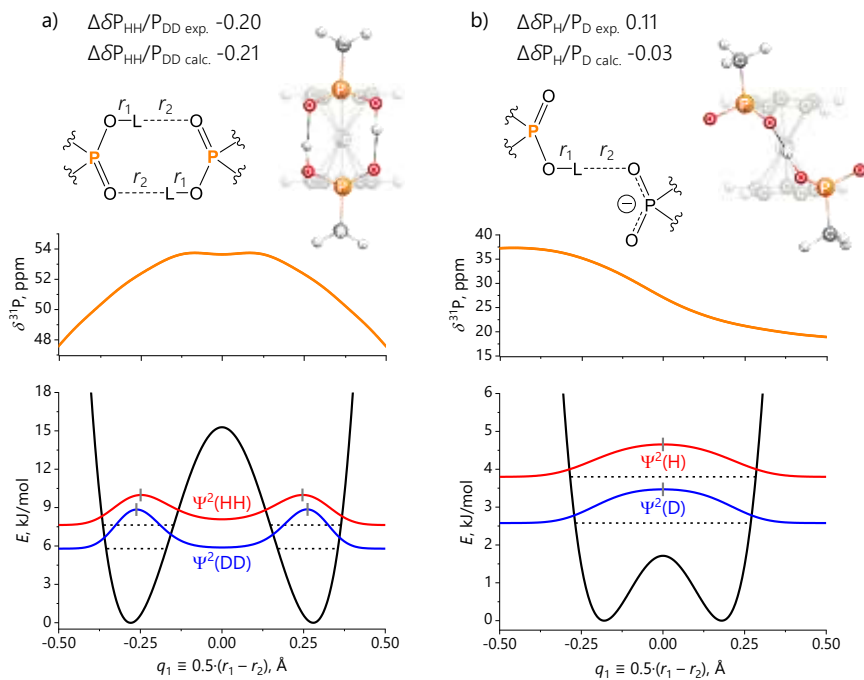 a)
ΔδP_HH/P_DD exp. -0.20
ΔδP_HH/P_DD calc. -0.21
r₁ r₂
O L O
P P
O L O
r₂ r₁
P
O O
O O
P
δ³¹P, ppm
54
52
50
48
E, kJ/mol
18
15
12
9
6
3
0
Ψ²(HH)
Ψ²(DD)
-0.50 -0.25 0.00 0.25 0.50
q₁ ≡ 0.5·(r₁ – r₂), Å
b)
ΔδP_H/P_D exp. 0.11
ΔδP_H/P_D calc. -0.03
O
P
r₁ r₂
O L O
−
P
O
P
O O
O O
P
δ³¹P, ppm
40
35
30
25
20
15
E, kJ/mol
6
5
4
3
2
1
0
Ψ²(H)
Ψ²(D)
-0.50 -0.25 0.00 0.25 0.50
q₁ ≡ 0.5·(r₁ – r₂), Å